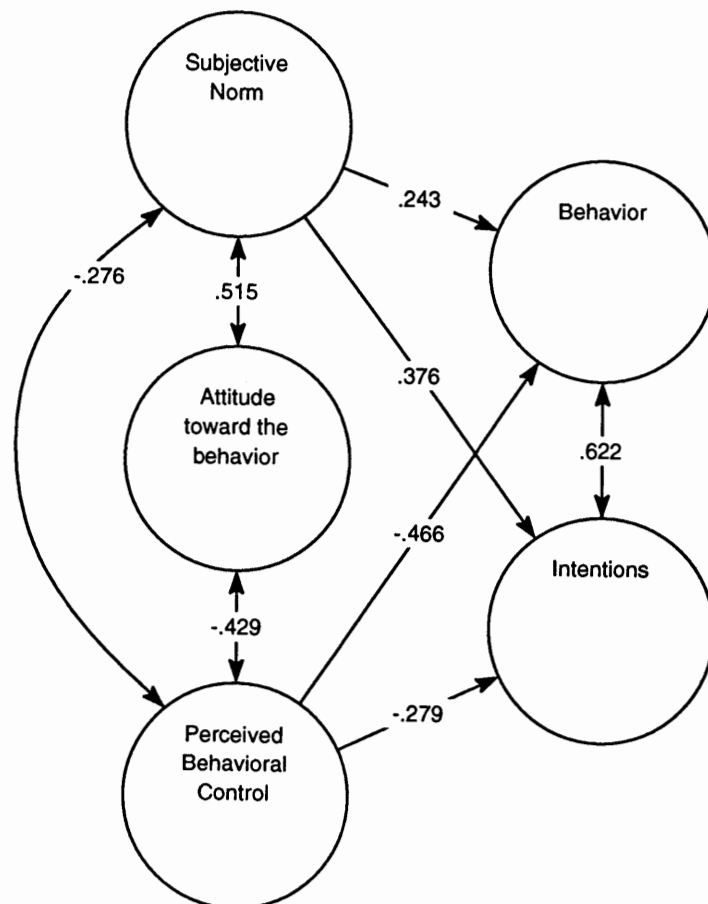 Subjective
Norm
.243
Behavior
-.276
.515
.376
Attitude
toward the
behavior
.622
-.466
Intentions
-.429
-.279
Perceived
Behavioral
Control